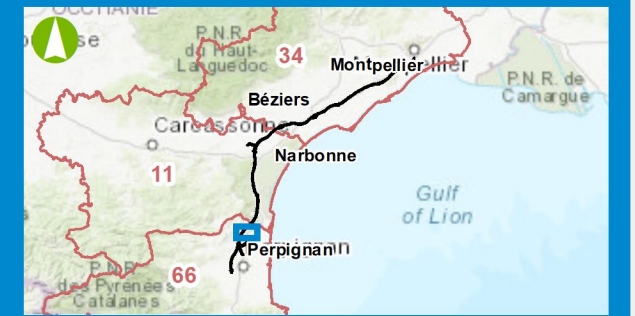 OCCITANIE
P.N.R.
du Haut-
Languedoc
34
Montpellier
P.N.R. de
Camargue
Béziers
Carcassonne
Narbonne
11
Gulf
of Lion
Perpignan
66
P.N.R.
des Pyrénées
Catalanes